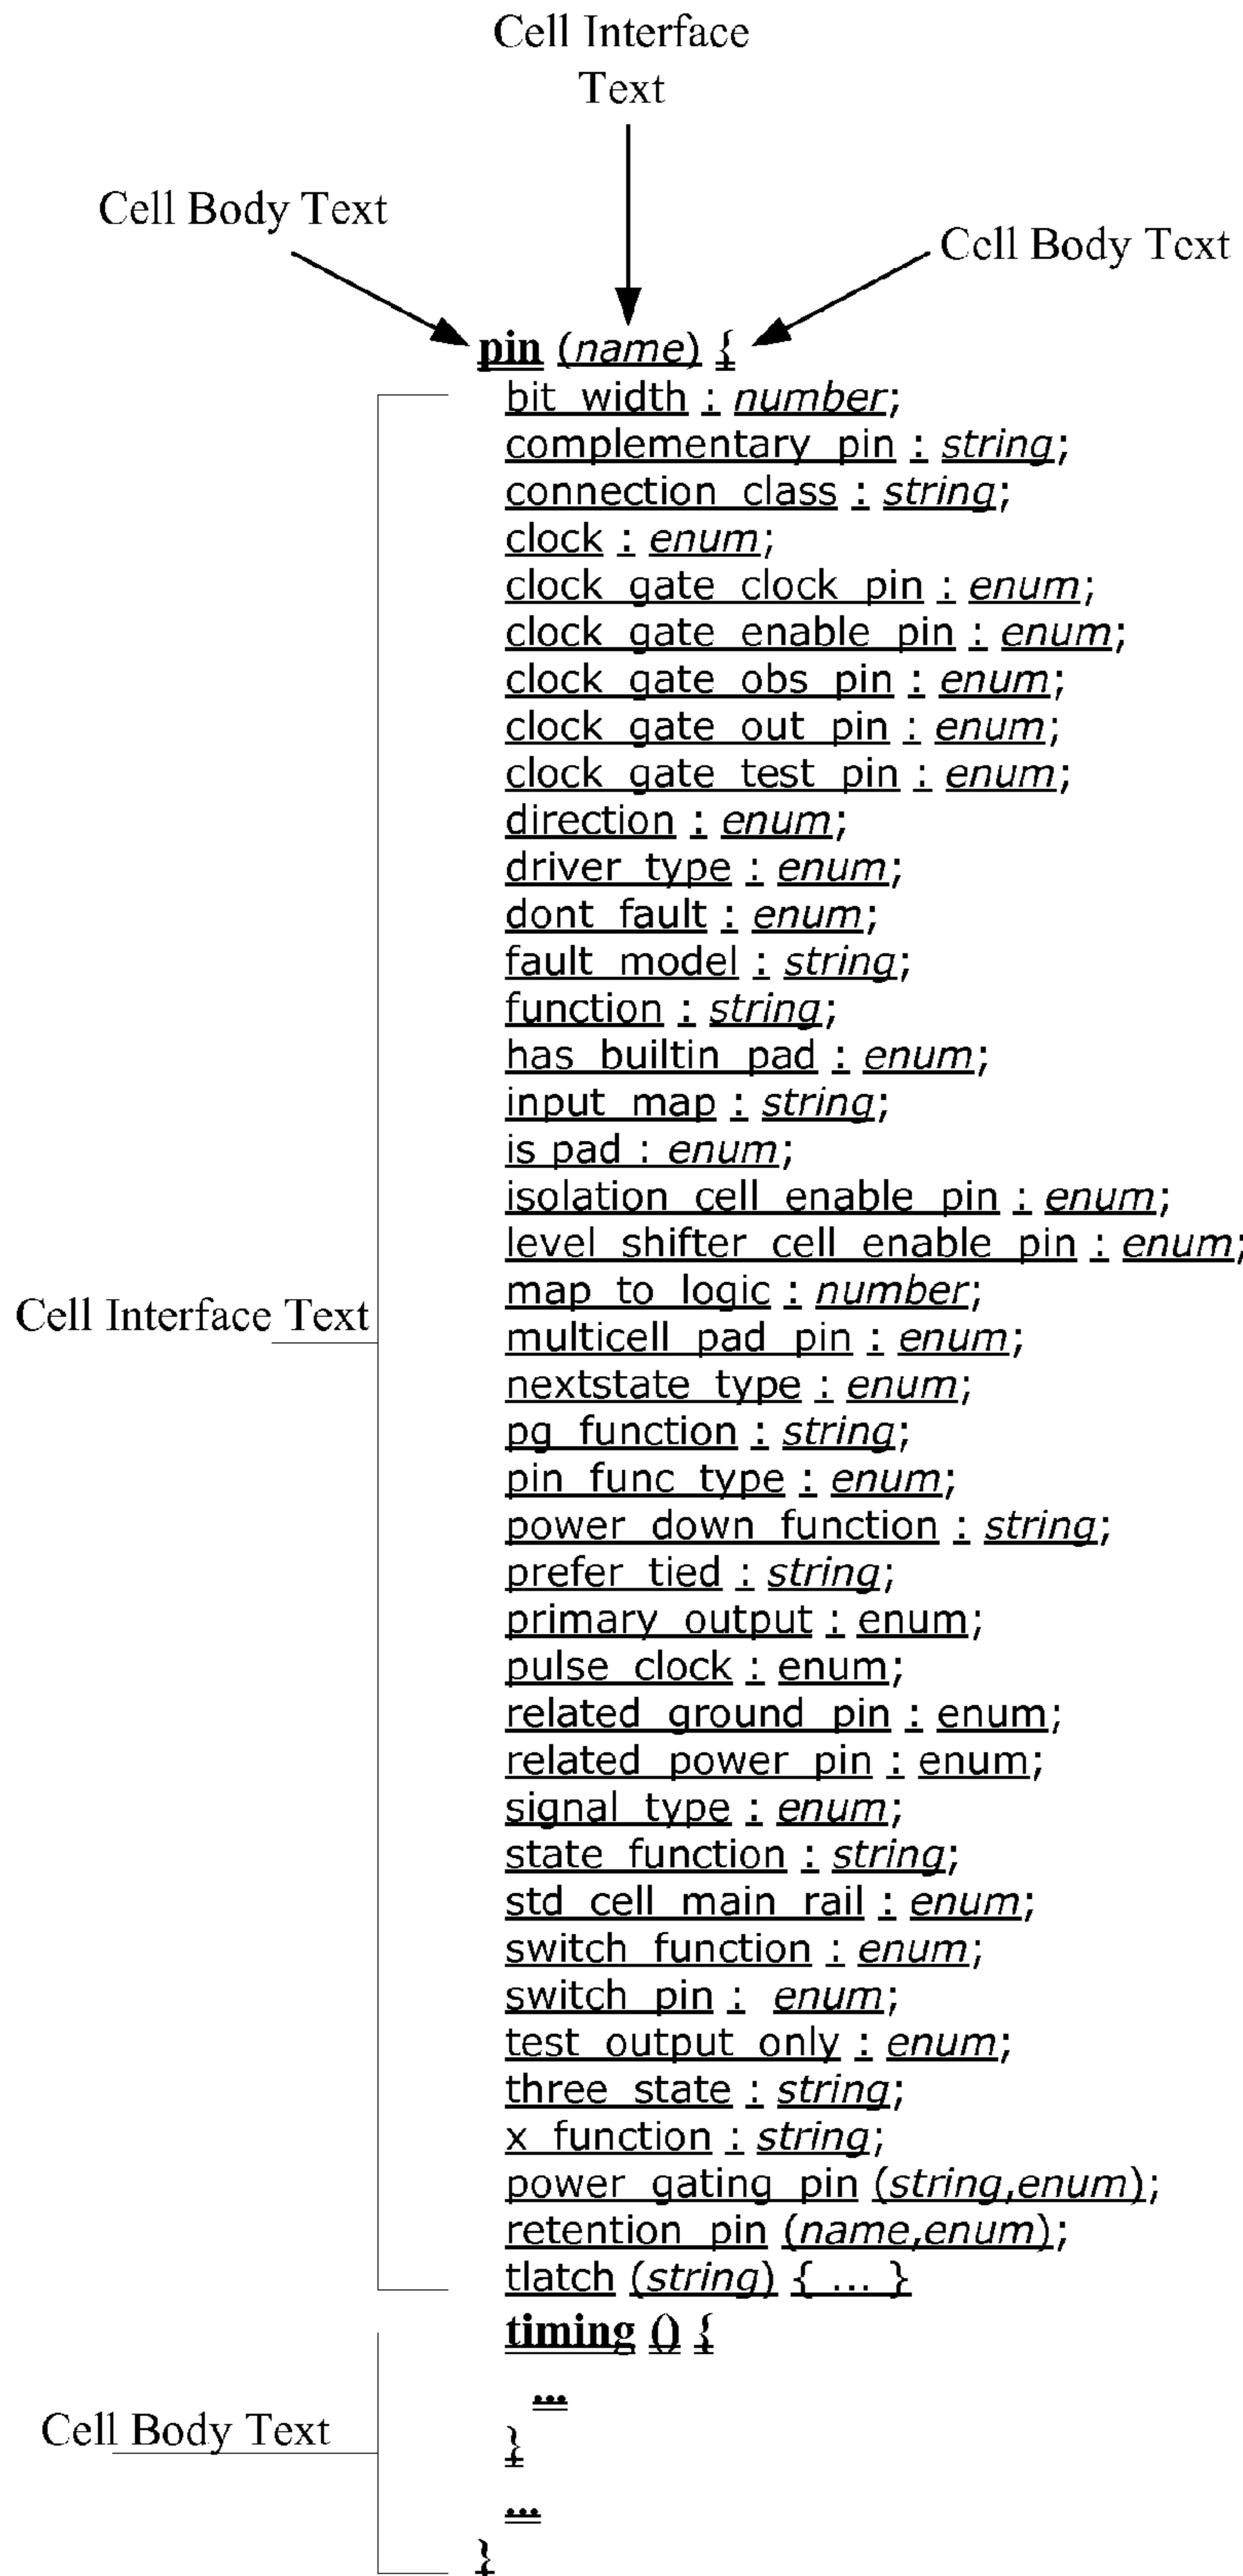 Cell Interface
Text
Cell Body Text
Cell Body Text
pin (name) {
bit_width : number;
complementary_pin : string;
connection_class : string;
clock : enum;
clock_gate_clock_pin : enum;
clock_gate_enable_pin : enum;
clock_gate_obs_pin : enum;
clock_gate_out_pin : enum;
clock_gate_test_pin : enum;
direction : enum;
driver_type : enum;
dont_fault : enum;
fault_model : string;
function : string;
has_builtin_pad : enum;
input_map : string;
is_pad : enum;
isolation_cell_enable_pin : enum;
level_shifter_cell_enable_pin : enum;
Cell Interface Text
map_to_logic : number;
multicell_pad_pin : enum;
nextstate_type : enum;
pg_function : string;
pin_func_type : enum;
power_down_function : string;
prefer_tied : string;
primary_output : enum;
pulse_clock : enum;
related_ground_pin : enum;
related_power_pin : enum;
signal_type : enum;
state_function : string;
std_cell_main_rail : enum;
switch_function : enum;
switch_pin : enum;
test_output_only : enum;
three_state : string;
x_function : string;
power_gating_pin (string,enum);
retention_pin (name,enum);
tlatch (string) { ... }
timing () {
...
Cell Body Text
}
...
}